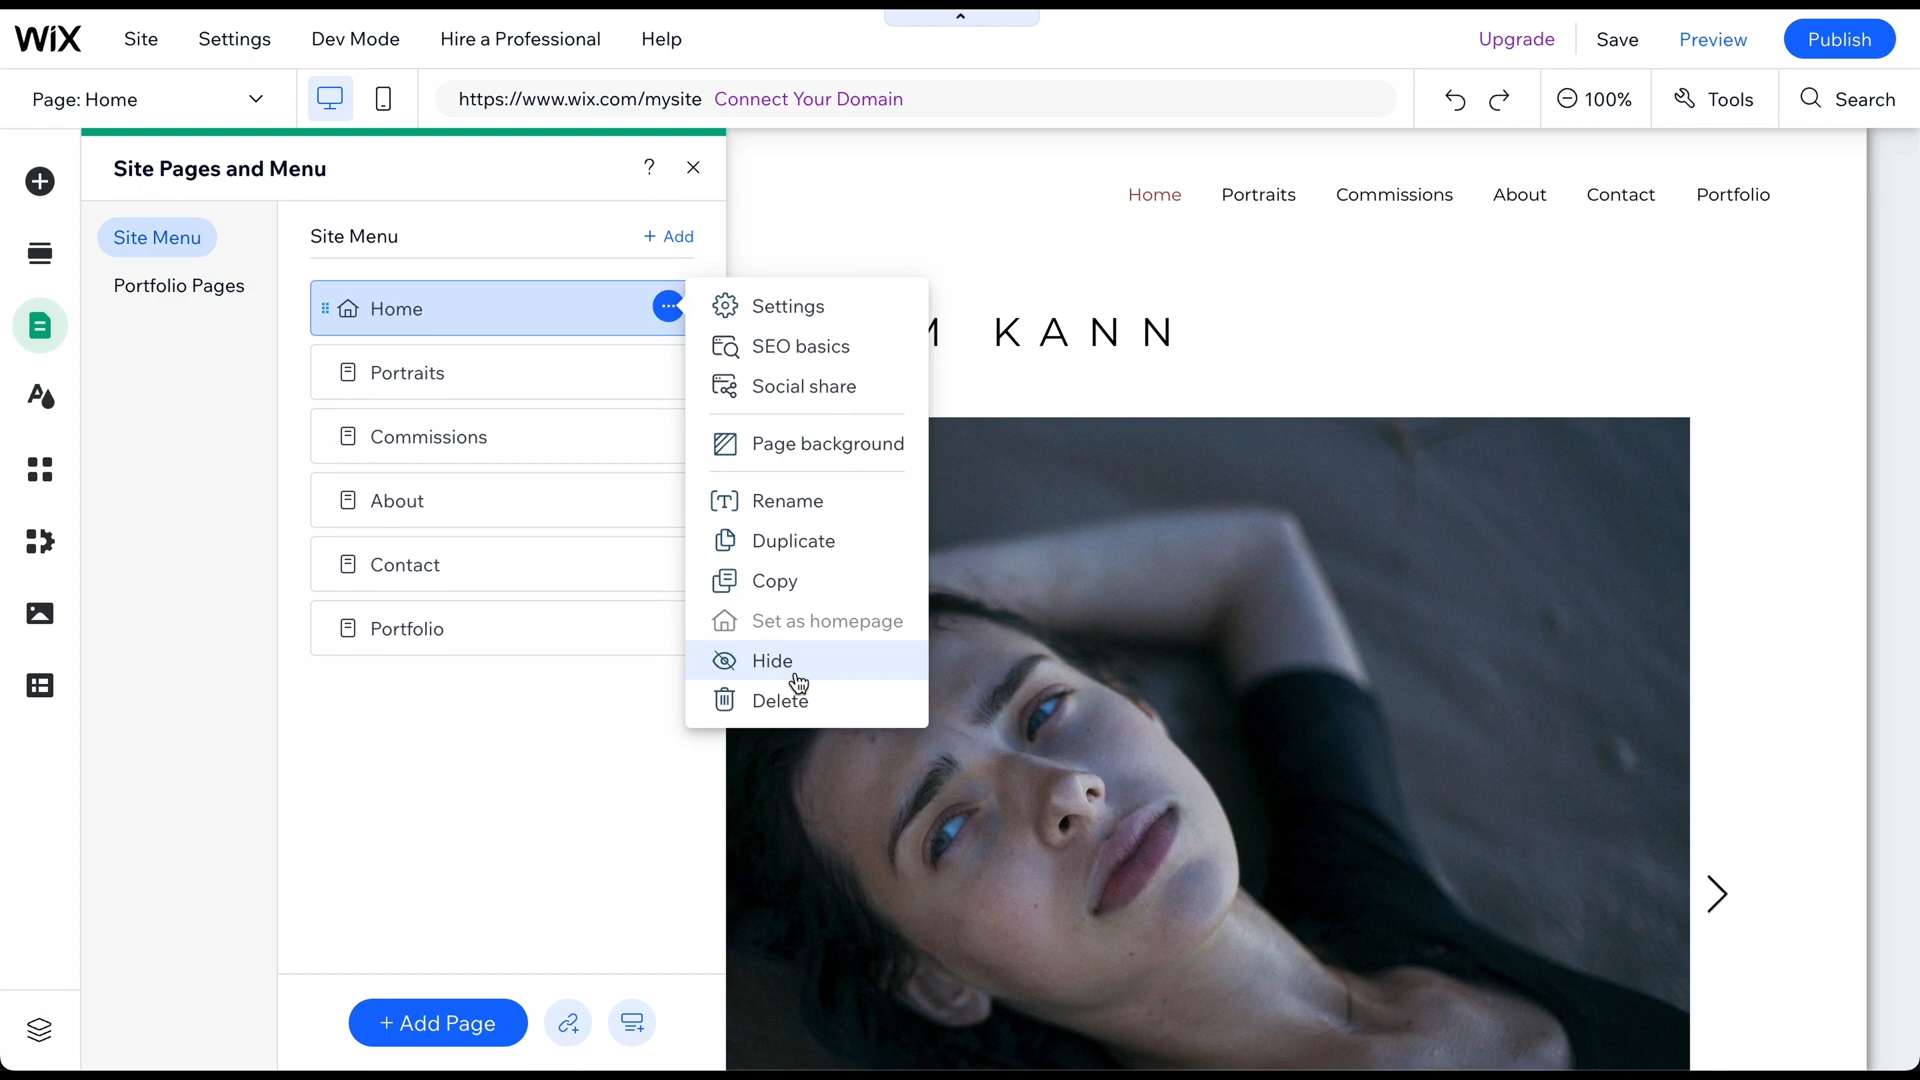 WIX Site Settings Dev Mode Hire a Professional Help Upgrade Save Preview Publish
Page: Home https://www.wix.com/mysite Connect Your Domain 100% Tools Search
Site Pages and Menu ?
Home Portraits Commissions About Contact Portfolio
Site Menu
Portfolio Pages
Site Menu + Add
Home
Portraits
Commissions
About
Contact
Portfolio
Settings
SEO basics
Social share
Page background
Rename
Duplicate
Copy
Set as homepage
Hide
Delete
KANN
+ Add Page